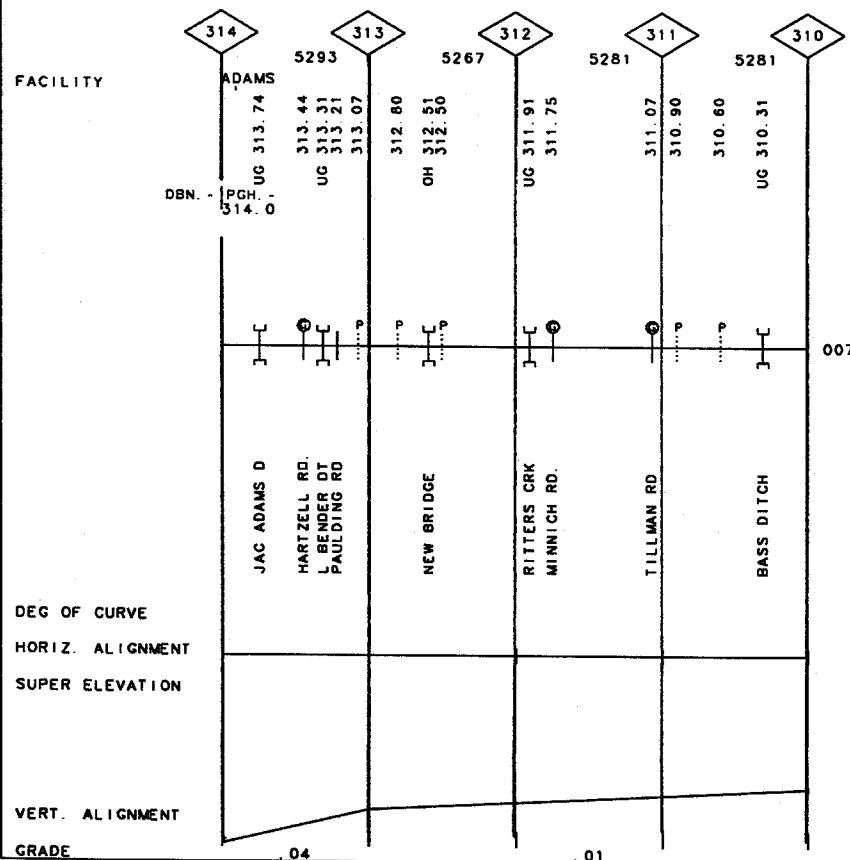 314 313 312 311 310
5293 5267 5281 5281
FACILITY
ADAMS
UG 313.74
313.44
UG 313.31
313.21
313.07
312.80
OH 312.51
312.50
UG 311.91
311.75
311.07
310.90
310.60
UG 310.31
DBN. - PGH. -
314.0
G P P P G G P P
007
JAC ADAMS D
HARTZELL RD.
L BENDER DT
PAULDING RD
NEW BRIDGE
RITTERS CRK
MINNICH RD.
TILLMAN RD
BASS DITCH
DEG OF CURVE
HORIZ. ALIGNMENT
SUPER ELEVATION
VERT. ALIGNMENT
GRADE .04 .01